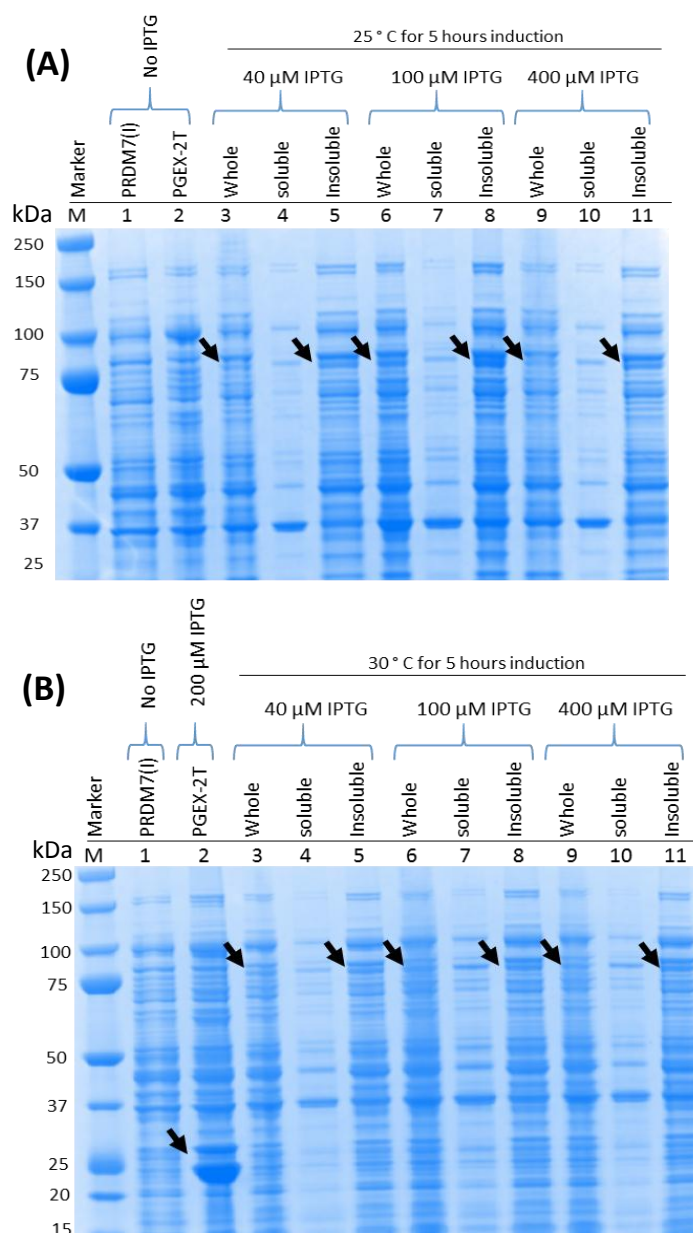 (A)
25 ° C for 5 hours induction
No IPTG
40 µM IPTG 100 µM IPTG 400 µM IPTG
Marker PRDM7(I) PGEX-2T Whole soluble Insoluble Whole soluble Insoluble Whole soluble Insoluble
kDa M 1 2 3 4 5 6 7 8 9 10 11
250
150
100
75
50
37
25
(B)
No IPTG 200 µM IPTG
30 ° C for 5 hours induction
40 µM IPTG 100 µM IPTG 400 µM IPTG
Marker PRDM7(I) PGEX-2T Whole soluble Insoluble Whole soluble Insoluble Whole soluble Insoluble
kDa M 1 2 3 4 5 6 7 8 9 10 11
250
150
100
75
50
37
25
20
15